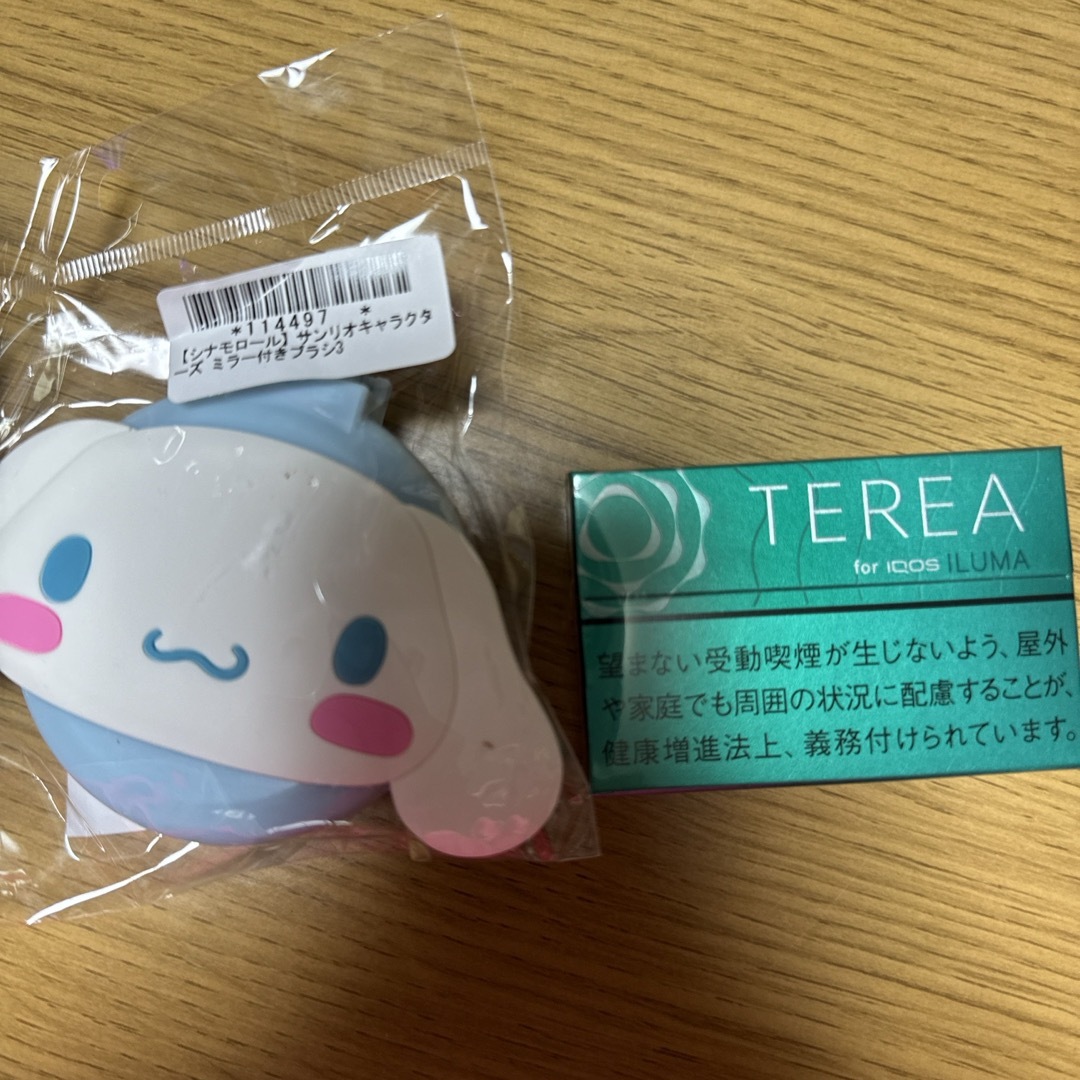 *114497 *
【シナモロール】サンリオキャラクタ
ーズ ミラー付きブラシ3
TEREA
for IQOS ILUMA
望まない受動喫煙が生じないよう、屋外
や家庭でも周囲の状況に配慮することが、
健康増進法上、義務付けられています。